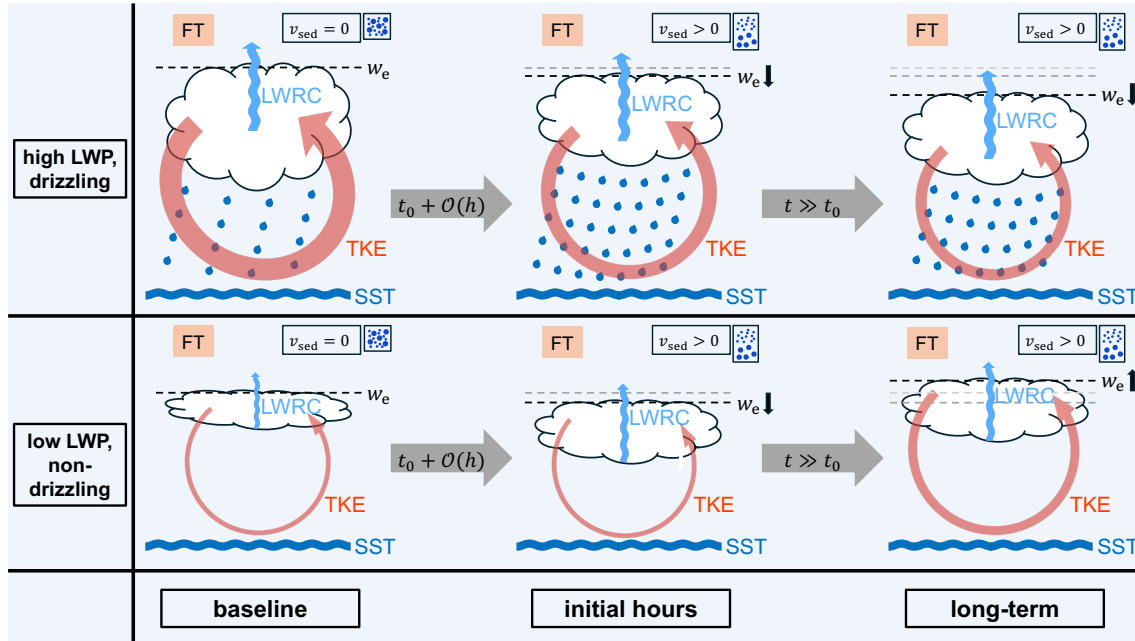 FT
v_sed = 0
w_e
LWRC
TKE
SST
high LWP,
drizzling
t_0 + 𝒪(h)
FT
v_sed > 0
w_e
LWRC
TKE
SST
t ≫ t_0
FT
v_sed > 0
w_e
LWRC
TKE
SST
low LWP,
non-
drizzling
FT
v_sed = 0
w_e
LWRC
TKE
SST
t_0 + 𝒪(h)
FT
v_sed > 0
w_e
LWRC
TKE
SST
t ≫ t_0
FT
v_sed > 0
w_e
LWRC
TKE
SST
baseline
initial hours
long-term